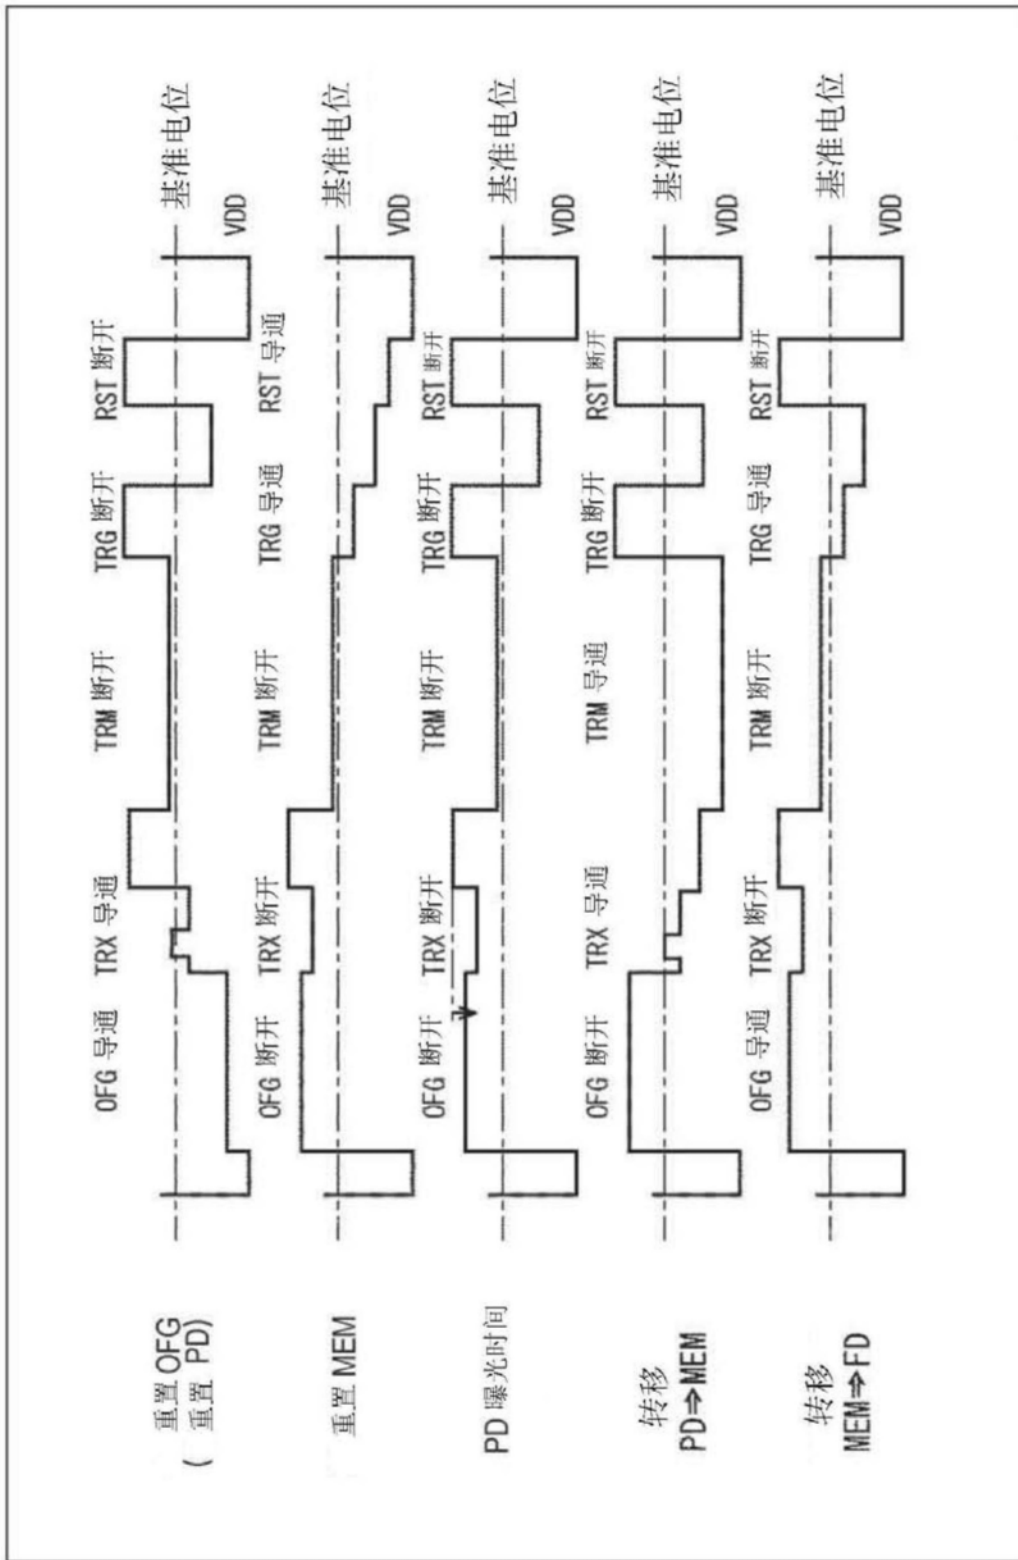 重置 OFG
( 重置 PD)
OFG 导通 TRX 导通 TRM 断开 TRG 断开 RST 断开
基准电位
VDD
重置 MEM
OFG 断开 TRX 断开 TRM 断开 TRG 导通 RST 导通
基准电位
VDD
PD 曝光时间
OFG 断开 TRX 断开 TRM 断开 TRG 断开 RST 断开
基准电位
VDD
转移
PD⇒MEM
OFG 断开 TRX 导通 TRM 导通 TRG 断开 RST 断开
基准电位
VDD
转移
MEM⇒FD
OFG 导通 TRX 断开 TRM 断开 TRG 导通 RST 断开
基准电位
VDD